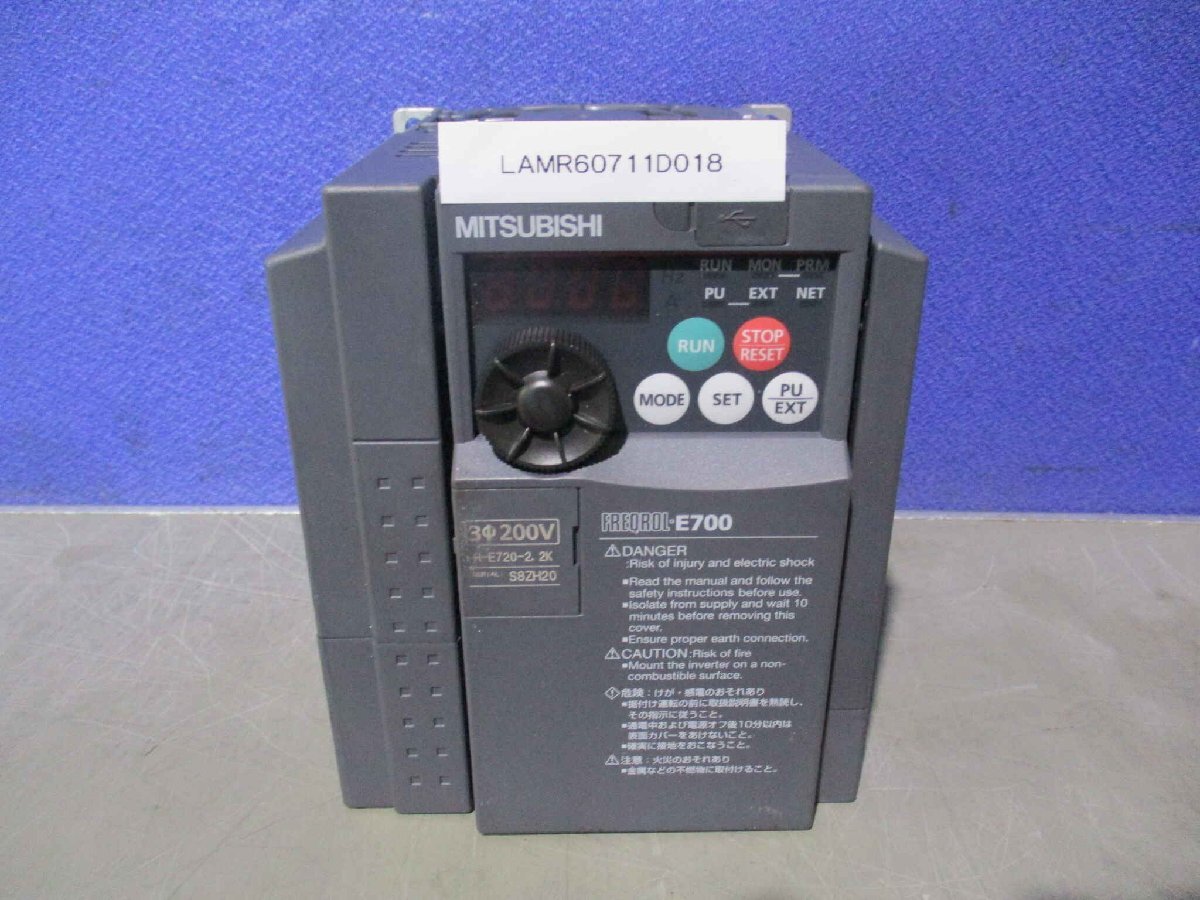 LAMR60711D018
MITSUBISHI
RUN MON PRM
Hz
A
PU EXT NET
RUN
STOP
RESET
MODE
SET
PU
EXT
3Φ200V
R-E720-2.2K
SERIAL S8ZH20
FREQROL-E700
⚠DANGER
:Risk of injury and electric shock
■Read the manual and follow the
safety instructions before use.
■Isolate from supply and wait 10
minutes before removing this
cover.
■Ensure proper earth connection.
⚠CAUTION:Risk of fire
■Mount the inverter on a non-
combustible surface.
危険：けが・感電のおそれあり
■据付け運転の前に取扱説明書を熟読し、
その指示に従うこと。
■通電中および電源オフ後10分以内は
表面カバーをあけないこと。
■確実に接地をおこなうこと。
⚠注意：火災のおそれあり
■金属などの不燃物に取付けること。